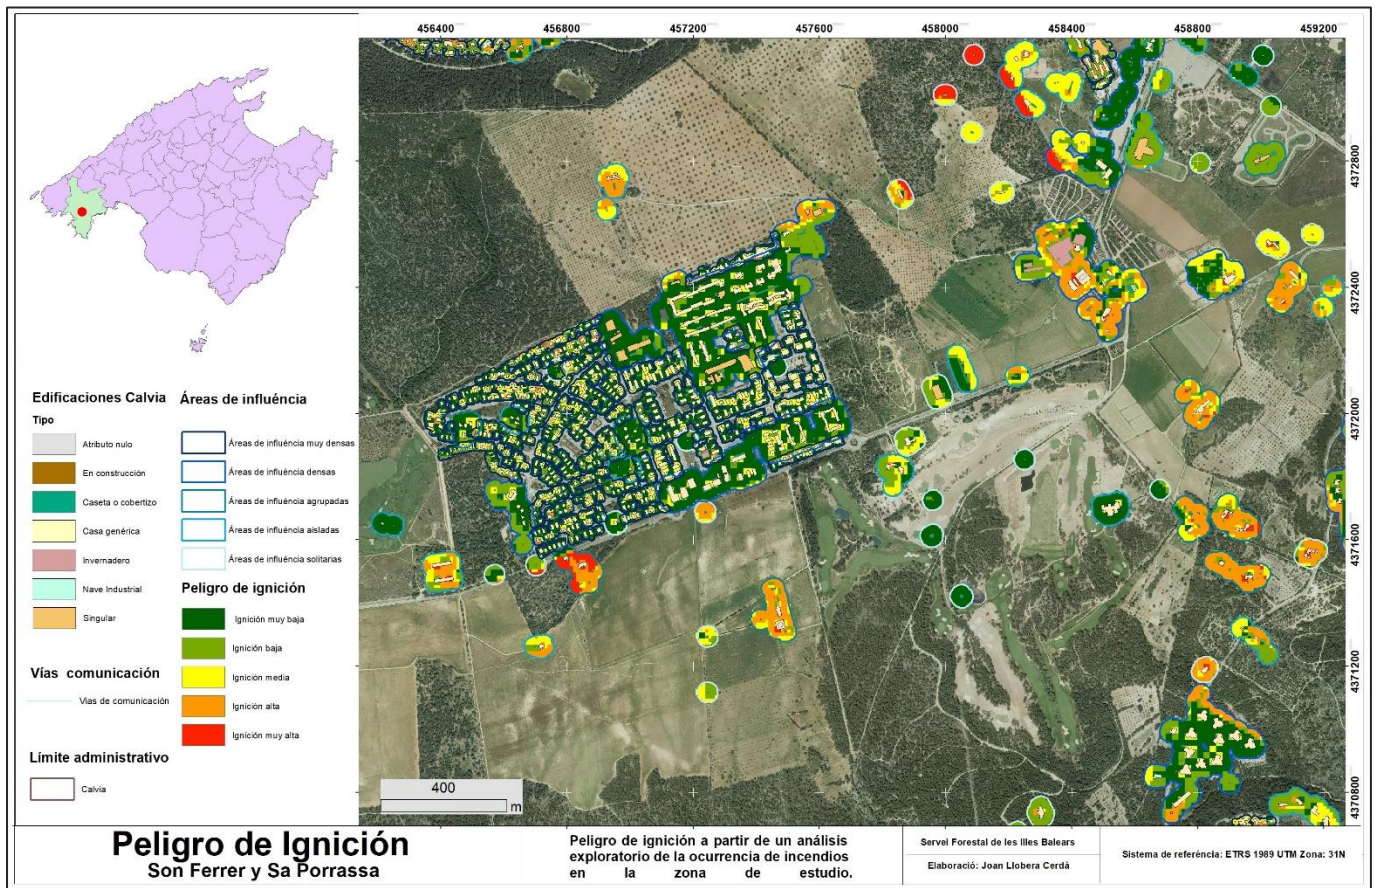 456400 456800 457200 457600 458000 458400 458800 459200
4372800
4372400
4372000
4371600
4371200
4370800
Edificaciones Calvia
Tipo
Atributo nulo
En construcción
Caseta o cobertizo
Casa genérica
Invernadero
Nave Industrial
Singular
Vías comunicación
Vias de comunicación
Límite administrativo
Calvia
Áreas de influéncia
Áreas de influéncia muy densas
Áreas de influéncia densas
Áreas de influéncia agrupadas
Áreas de influéncia aisladas
Áreas de influéncia solitarias
Peligro de ignición
Ignición muy baja
Ignición baja
Ignición media
Ignición alta
Ignición muy alta
400
m
Peligro de Ignición
Son Ferrer y Sa Porrassa
Peligro de ignición a partir de un análisis
exploratorio de la ocurrencia de incendios
en la zona de estudio.
Servei Forestal de les Illes Balears
Elaboració: Joan Llobera Cerdà
Sistema de referéncia: ETRS 1989 UTM Zona: 31N